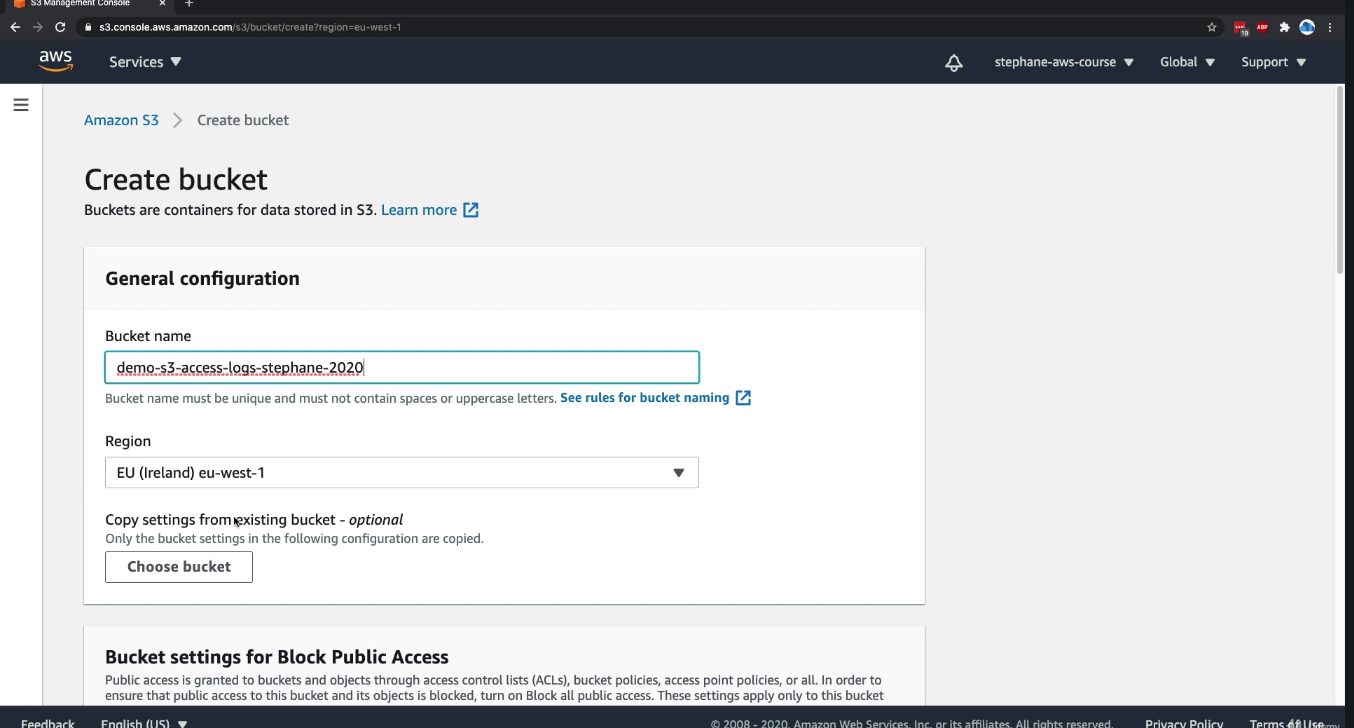 S3 Management Console
s3.console.aws.amazon.com/s3/bucket/create?region=eu-west-1
19
ABP
aws
Services
stephane-aws-course
Global
Support
Amazon S3
Create bucket
Create bucket
Buckets are containers for data stored in S3. Learn more
General configuration
Bucket name
demo-s3-access-logs-stephane-2020
Bucket name must be unique and must not contain spaces or uppercase letters. See rules for bucket naming
Region
EU (Ireland) eu-west-1
Copy settings from existing bucket - optional
Only the bucket settings in the following configuration are copied.
Choose bucket
Bucket settings for Block Public Access
Public access is granted to buckets and objects through access control lists (ACLs), bucket policies, access point policies, or all. In order to
ensure that public access to this bucket and its objects is blocked, turn on Block all public access. These settings apply only to this bucket
Feedback
English (US)
© 2008 - 2020, Amazon Web Services, Inc. or its affiliates. All rights reserved.
Privacy Policy
Terms of Use